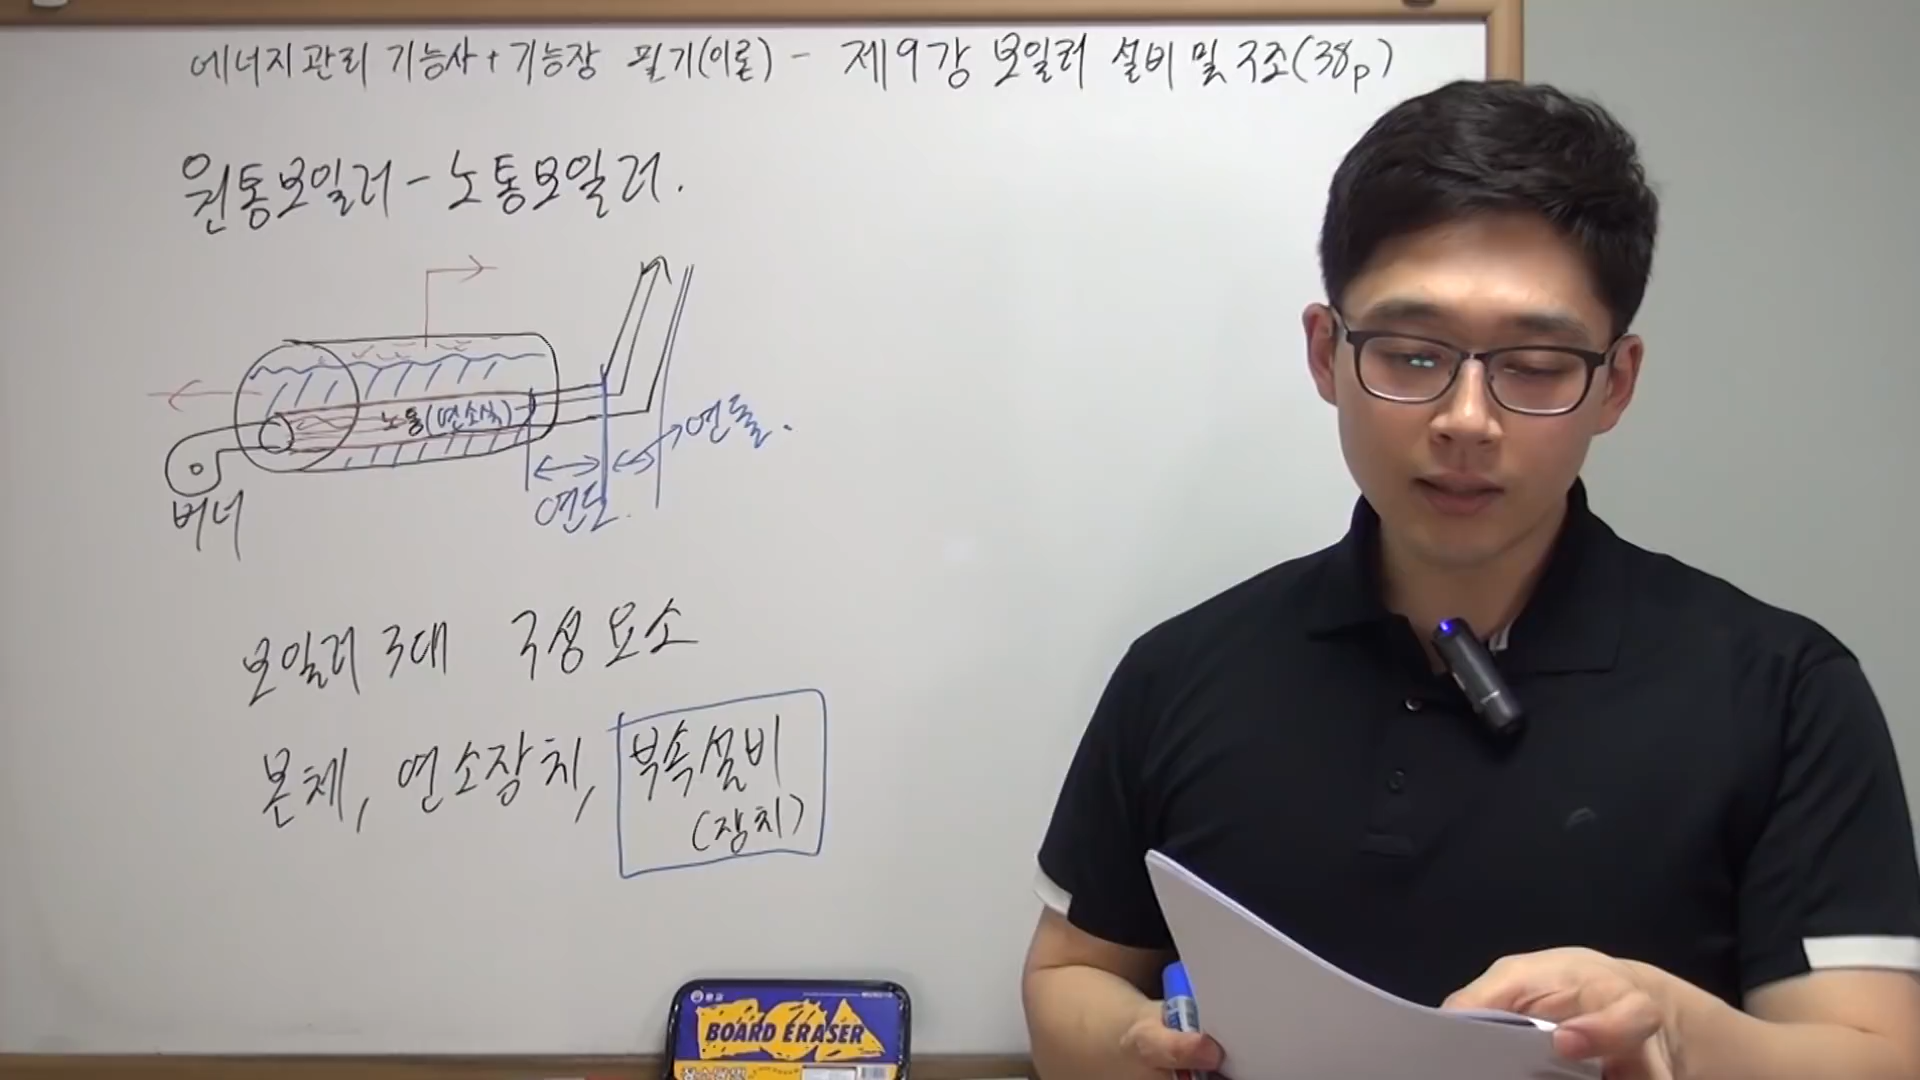 에너지관리 기능사+기능장 필기(이론) - 제9강 보일러 설비 및 구조(38p)
원통보일러 - 노통보일러.
노통(연소실)
연돌.
연도.
버너
보일러 3대 구성요소
본체, 연소장치, 부속설비
(장치)
BOARD ERASER